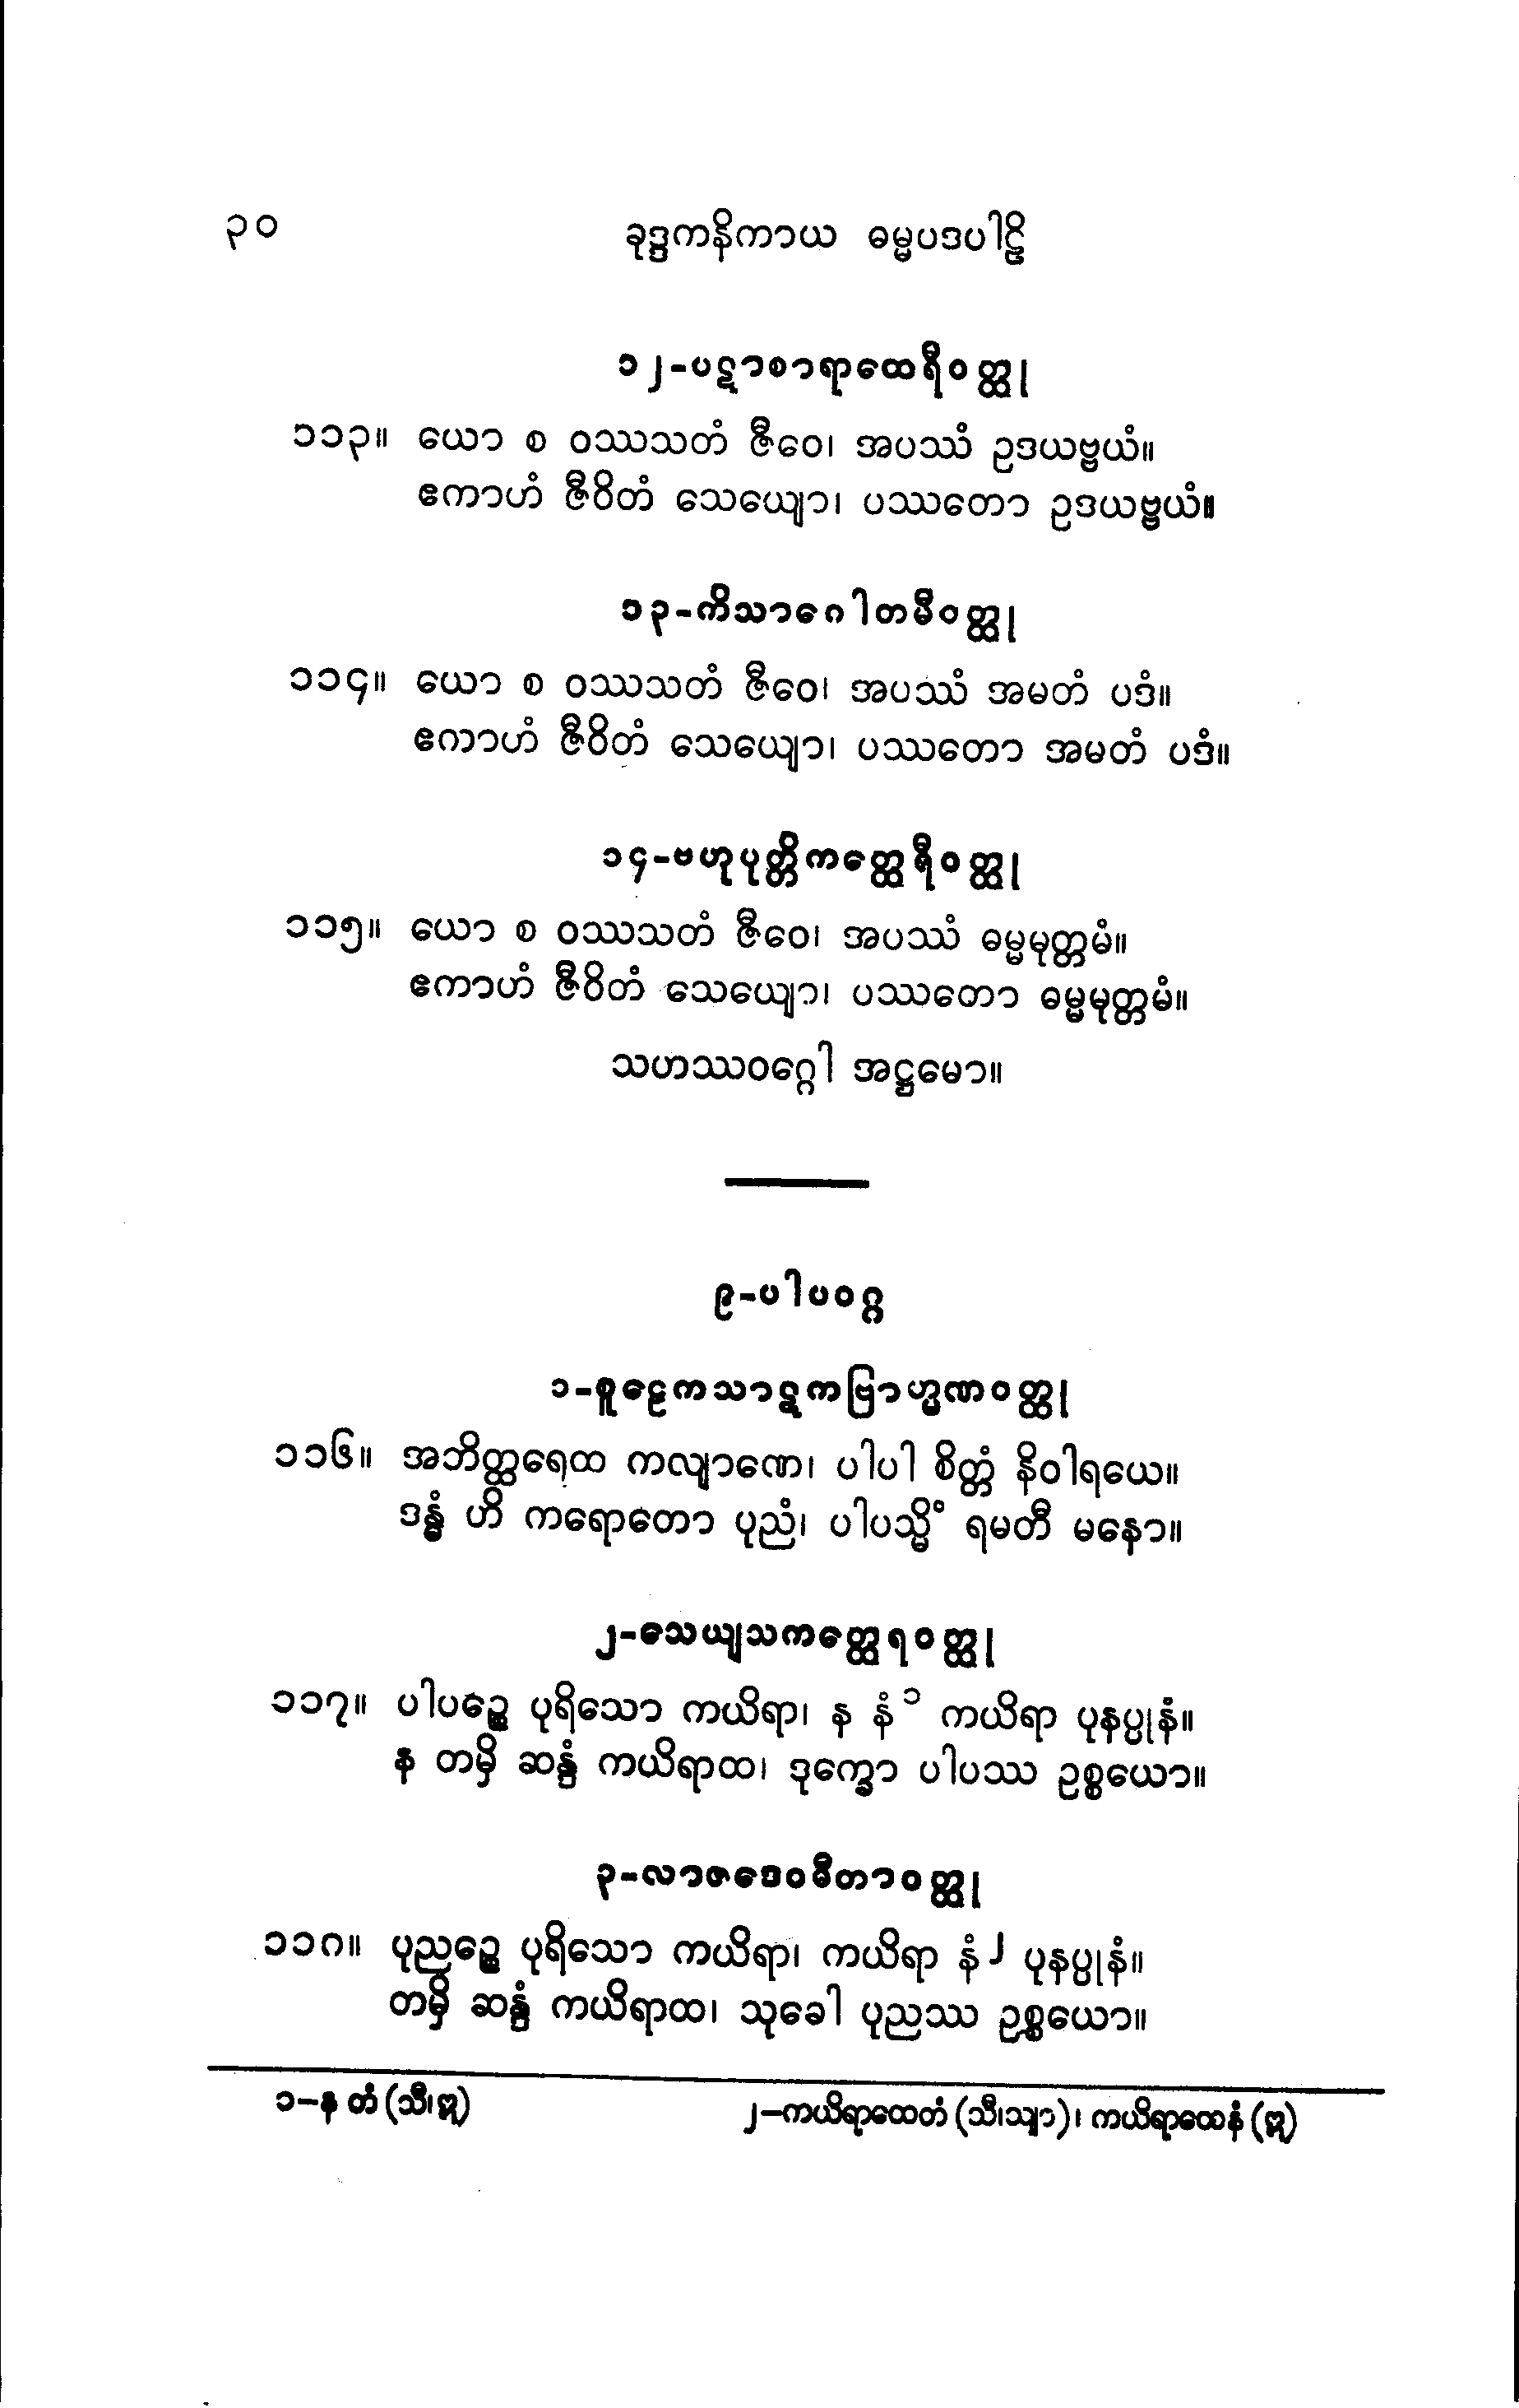 ၃၀ ခုဒ္ဒကနိကာယ ဓမ္မပဒပါဠိ
၁၂-ပဋာစာရာထေရီဝတ္ထု
၁၁၃။ ယော စ ဝဿသတံ ဇီဝေ၊ အပဿံ ဥဒယဗ္ဗယံ။
ဧကာဟံ ဇီဝိတံ သေယျော၊ ပဿတော ဥဒယဗ္ဗယံ။
၁၃-ကိသာဂေါတမီဝတ္ထု
၁၁၄။ ယော စ ဝဿသတံ ဇီဝေ၊ အပဿံ အမတံ ပဒံ။
ဧကာဟံ ဇီဝိတံ သေယျော၊ ပဿတော အမတံ ပဒံ။
၁၄-ဗဟုပုတ္တိကတ္ထေရီဝတ္ထု
၁၁၅။ ယော စ ဝဿသတံ ဇီဝေ၊ အပဿံ ဓမ္မမုတ္တမံ။
ဧကာဟံ ဇီဝိတံ သေယျော၊ ပဿတော ဓမ္မမုတ္တမံ။
သဟဿဝဂ္ဂေါ အဋ္ဌမော။
၉-ပါပဝဂ္ဂ
၁-စူဠေကသာဋကဗြာဟ္မဏဝတ္ထု
၁၁၆။ အဘိတ္ထရေထ ကလျာဏေ၊ ပါပါ စိတ္တံ နိဝါရယေ။
ဒန္ဓံ ဟိ ကရောတော ပုညံ၊ ပါပသ္မိံ ရမတီ မနော။
၂-သေယျသကတ္ထေရဝတ္ထု
၁၁၇။ ပါပဉ္စေ ပုရိသော ကယိရာ၊ န နံ ၁ ကယိရာ ပုနပ္ပုနံ။
န တမှိ ဆန္ဒံ ကယိရာထ၊ ဒုက္ခော ပါပဿ ဥစ္စယော။
၃-လာဇဒေဝဓီတာဝတ္ထု
၁၁၈။ ပုညဉ္စေ ပုရိသော ကယိရာ၊ ကယိရာ နံ ၂ ပုနပ္ပုနံ။
တမှိ ဆန္ဒံ ကယိရာထ၊ သုခေါ ပုညဿ ဥစ္စယော။
၁–န တံ (သီ၊ ဣ) ၂–ကယိရာထေတံ (သီ၊သျာ)၊ ကယိရာထေနံ (ဣ)